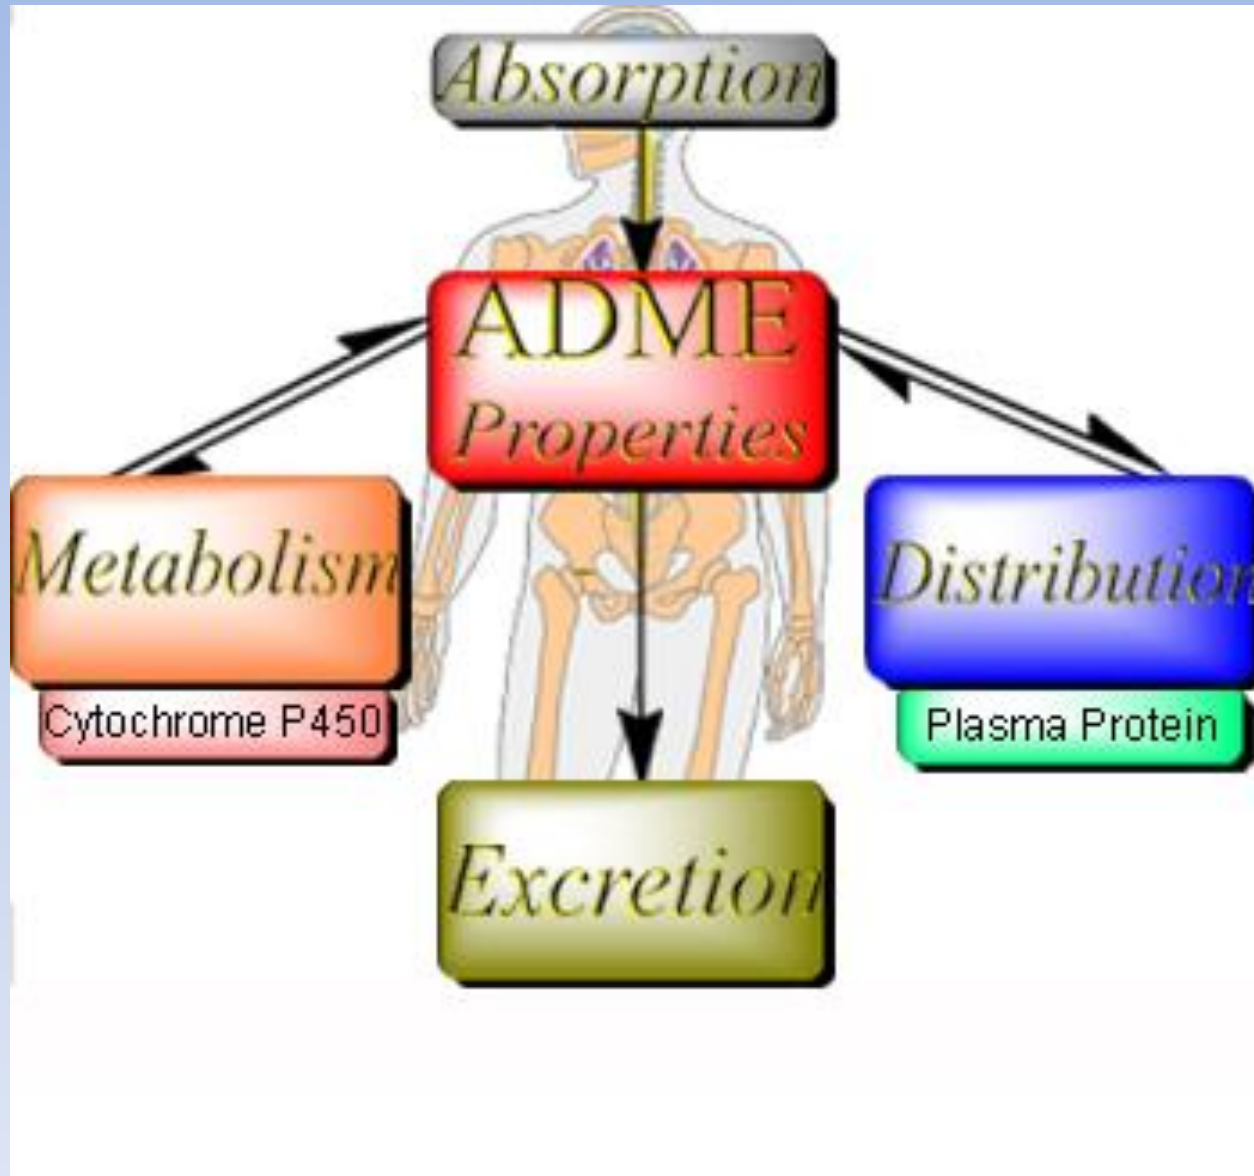 Absorption
ADME
Properties
Metabolism
Distribution
Cytochrome P450
Plasma Protein
Excretion